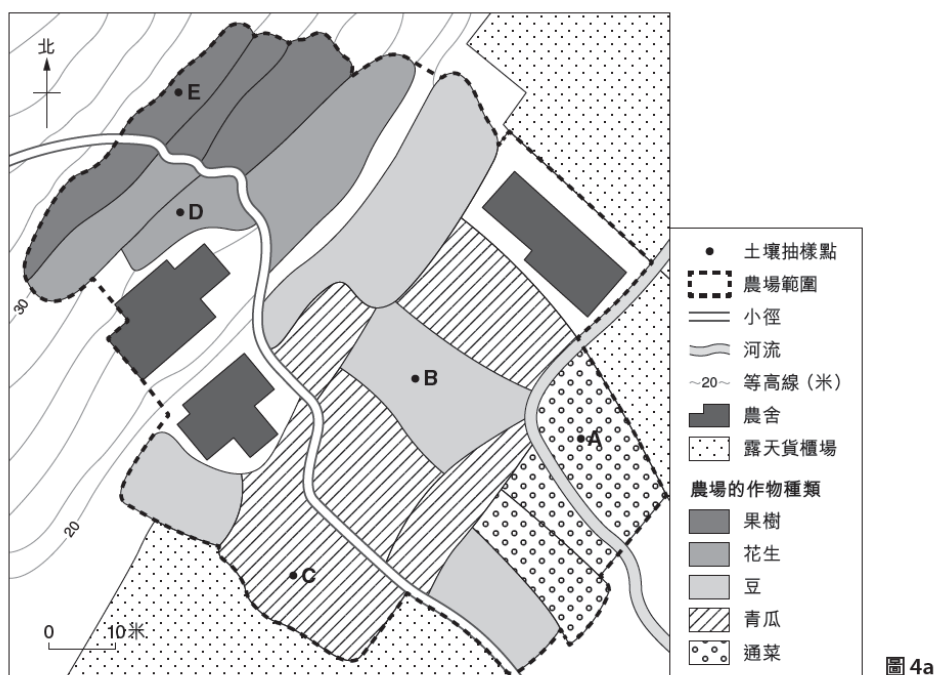 北
E
D
B
A
C
30
20
0 10米
土壤抽樣點
農場範圍
小徑
河流
~20~ 等高線（米）
農舍
露天貨櫃場
農場的作物種類
果樹
花生
豆
青瓜
通菜
圖 4a